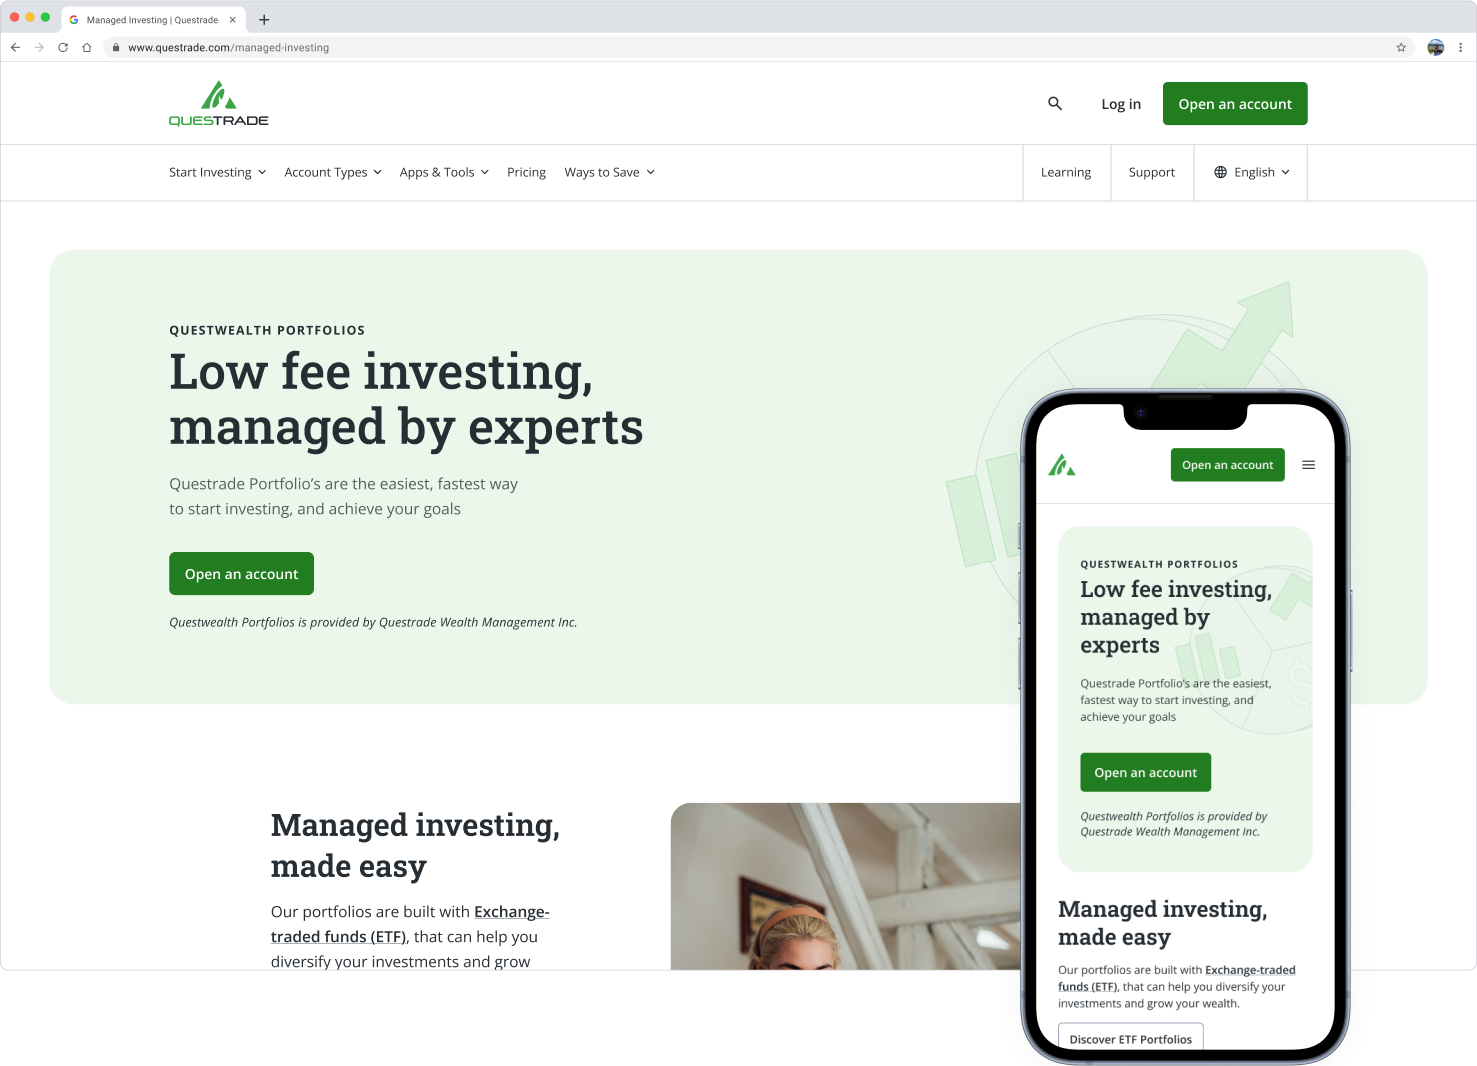 Managed Investing | Questrade
www.questrade.com/managed-investing
QUESTRADE
Log in
Open an account
Start Investing
Account Types
Apps & Tools
Pricing
Ways to Save
Learning
Support
English
QUESTWEALTH PORTFOLIOS
Low fee investing,
managed by experts
Questrade Portfolio's are the easiest, fastest way
to start investing, and achieve your goals
Open an account
Questwealth Portfolios is provided by Questrade Wealth Management Inc.
Managed investing,
made easy
Our portfolios are built with Exchange-
traded funds (ETF), that can help you
diversify your investments and grow
Open an account
QUESTWEALTH PORTFOLIOS
Low fee investing,
managed by
experts
Questrade Portfolio's are the easiest,
fastest way to start investing, and
achieve your goals
Open an account
Questwealth Portfolios is provided by
Questrade Wealth Management Inc.
Managed investing,
made easy
Our portfolios are built with Exchange-traded
funds (ETF), that can help you diversify your
investments and grow your wealth.
Discover ETF Portfolios